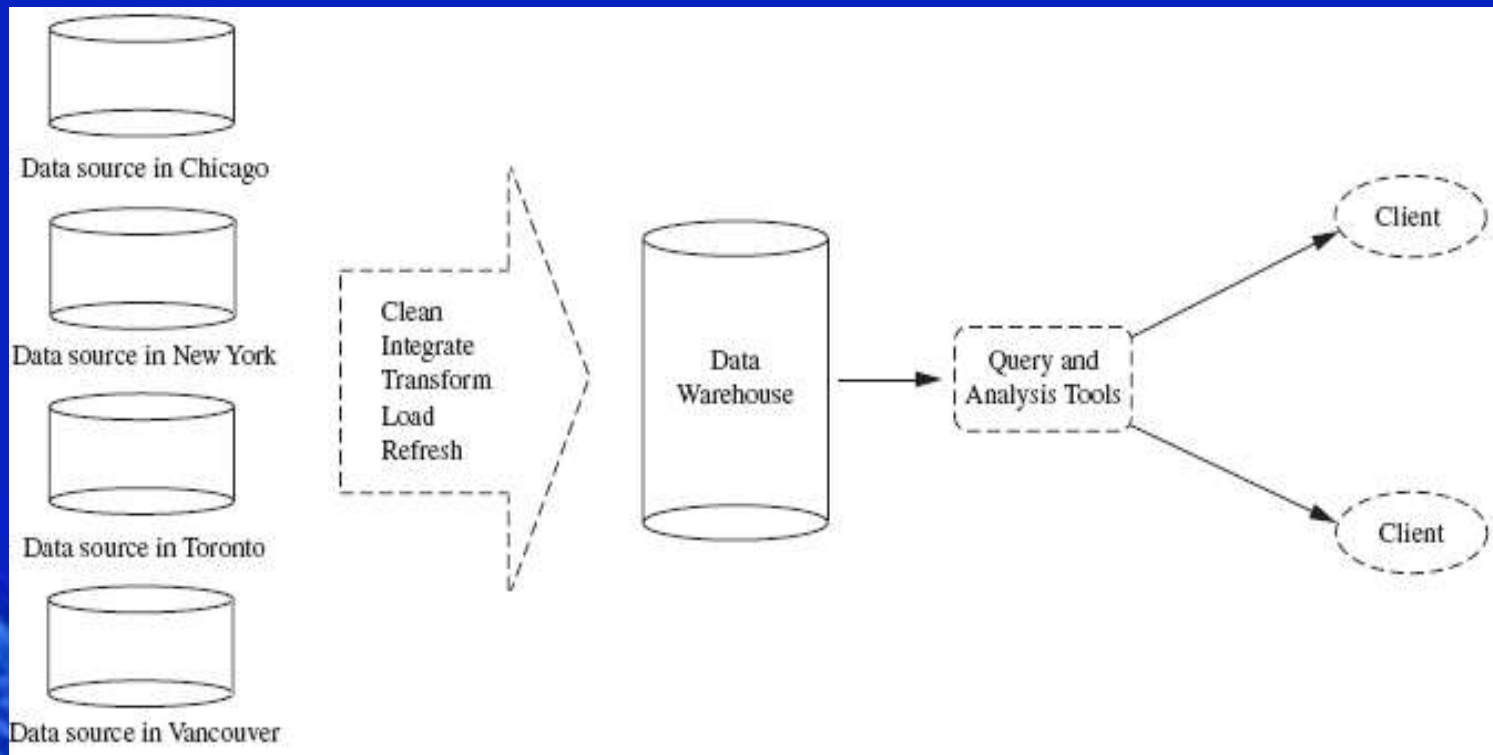 Data source in Chicago
Data source in New York
Data source in Toronto
Data source in Vancouver
Clean
Integrate
Transform
Load
Refresh
Data
Warehouse
Query and
Analysis Tools
Client
Client